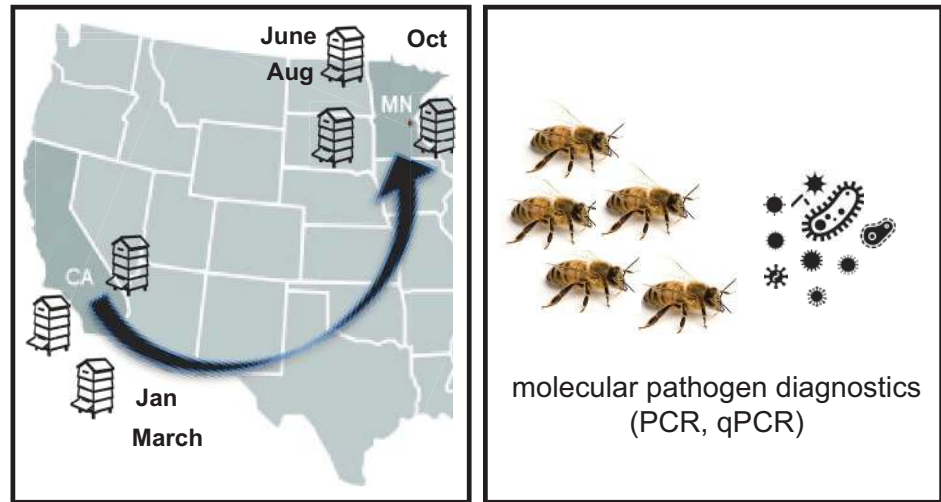 June
Oct
Aug
MN
CA
Jan
March
molecular pathogen diagnostics
(PCR, qPCR)